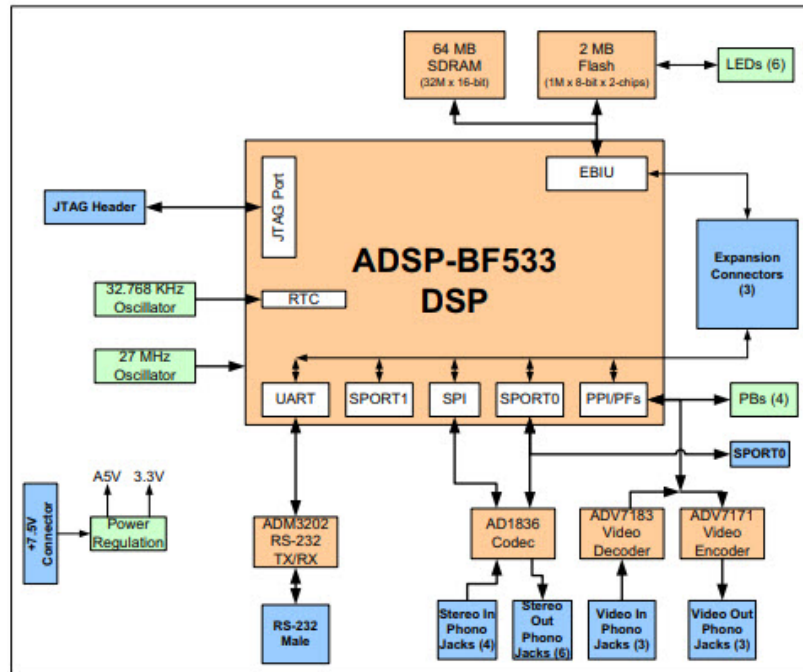 64 MB
SDRAM
(32M x 16-bit)
2 MB
Flash
(1M x 8-bit x 2-chips)
LEDs (6)
EBIU
JTAG Port
JTAG Header
ADSP-BF533
DSP
Expansion
Connectors
(3)
32.768 KHz
Oscillator
RTC
27 MHz
Oscillator
UART
SPORT1
SPI
SPORT0
PPI/PFs
PBs (4)
SPORT0
A5V
3.3V
+7.5V
Connector
Power
Regulation
ADM3202
RS-232
TX/RX
AD1836
Codec
ADV7183
Video
Decoder
ADV7171
Video
Encoder
RS-232
Male
Stereo In
Phono
Jacks (4)
Stereo
Out
Phono
Jacks (6)
Video In
Phono
Jacks (3)
Video Out
Phono
Jacks (3)